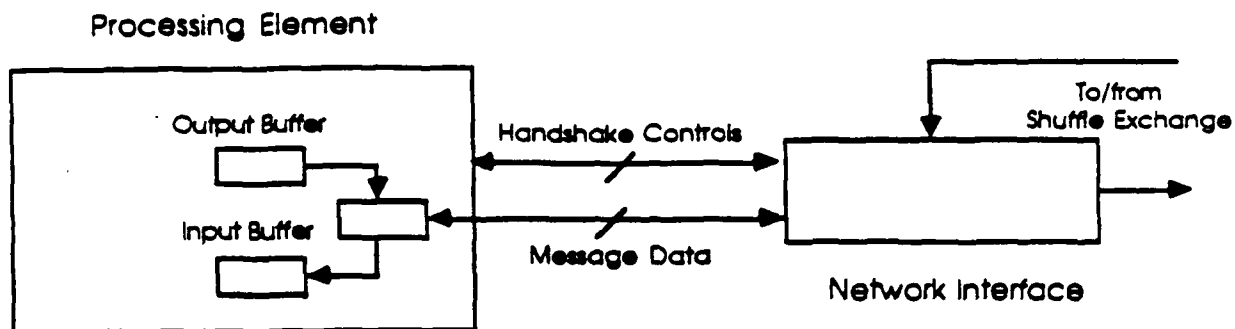 Processing Element
Output Buffer
Input Buffer
Handshake Controls
Message Data
To/from
Shuffle Exchange
Network Interface